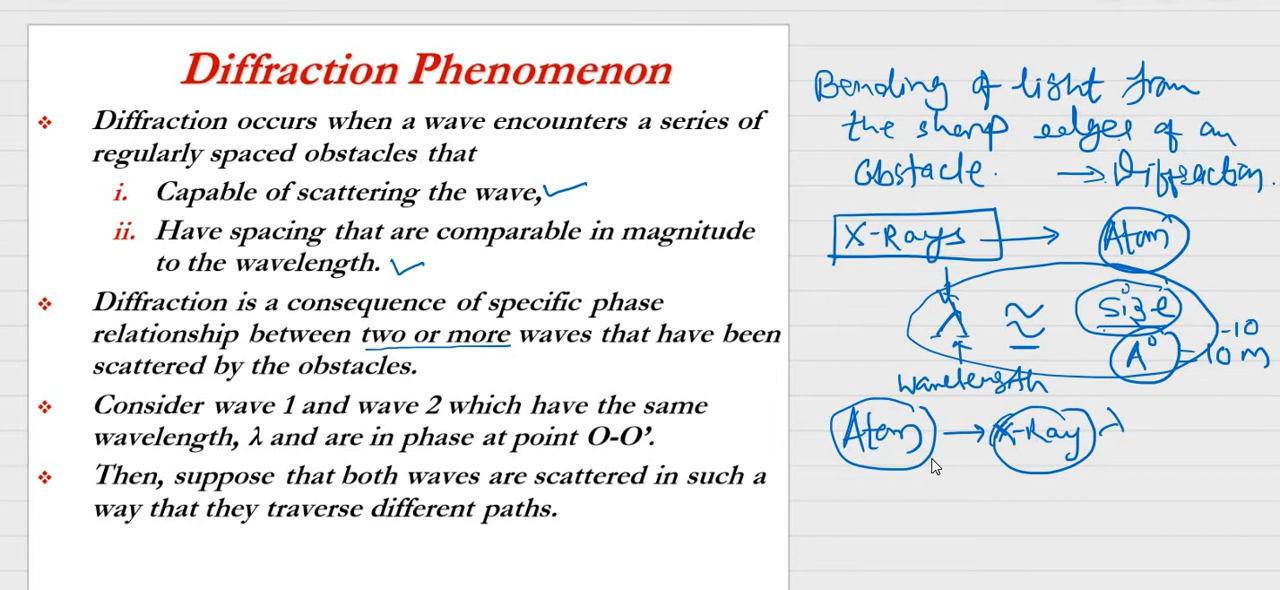 Diffraction Phenomenon
❖ Diffraction occurs when a wave encounters a series of
regularly spaced obstacles that
i. Capable of scattering the wave,
ii. Have spacing that are comparable in magnitude
to the wavelength.
❖ Diffraction is a consequence of specific phase
relationship between two or more waves that have been
scattered by the obstacles.
❖ Consider wave 1 and wave 2 which have the same
wavelength, λ and are in phase at point O-O’.
❖ Then, suppose that both waves are scattered in such a
way that they traverse different paths.
Bending of light from
the sharp edges of an
obstacle. → Diffraction.
X-Rays → Atom
λ ≅ Size
A° = 10⁻¹⁰ m
wavelength
Atom → X-Ray λ